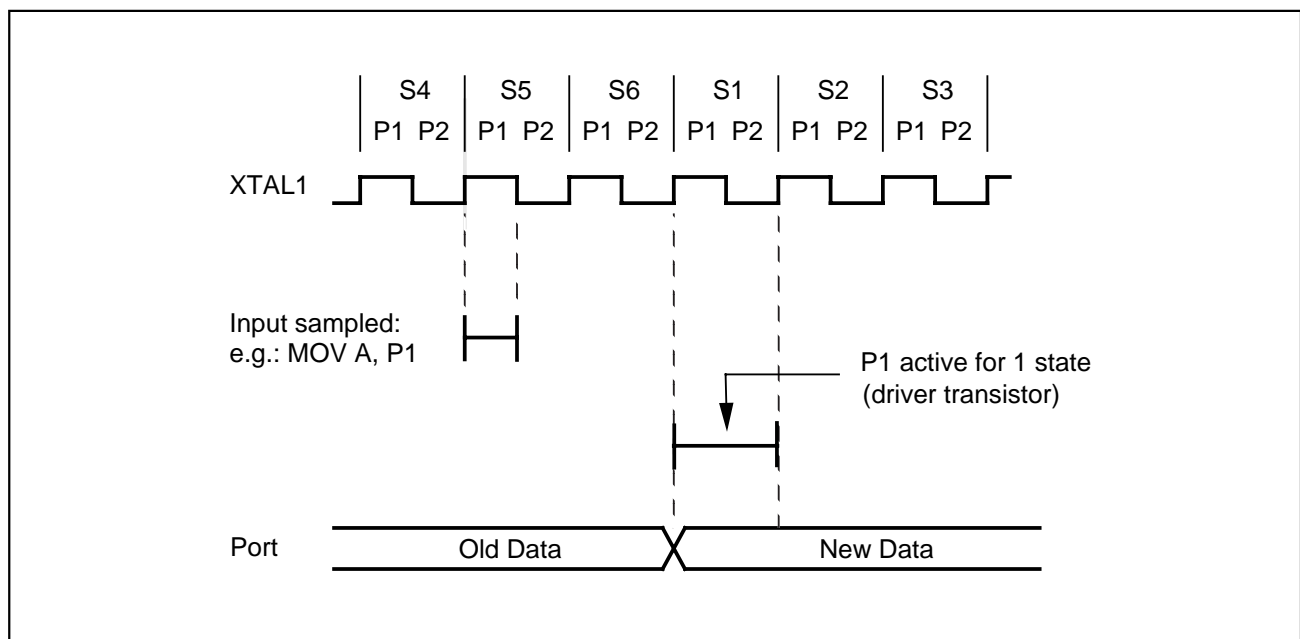 S4 S5 S6 S1 S2 S3
P1 P2 P1 P2 P1 P2 P1 P2 P1 P2 P1 P2
XTAL1
Input sampled:
e.g.: MOV A, P1
P1 active for 1 state
(driver transistor)
Port Old Data New Data